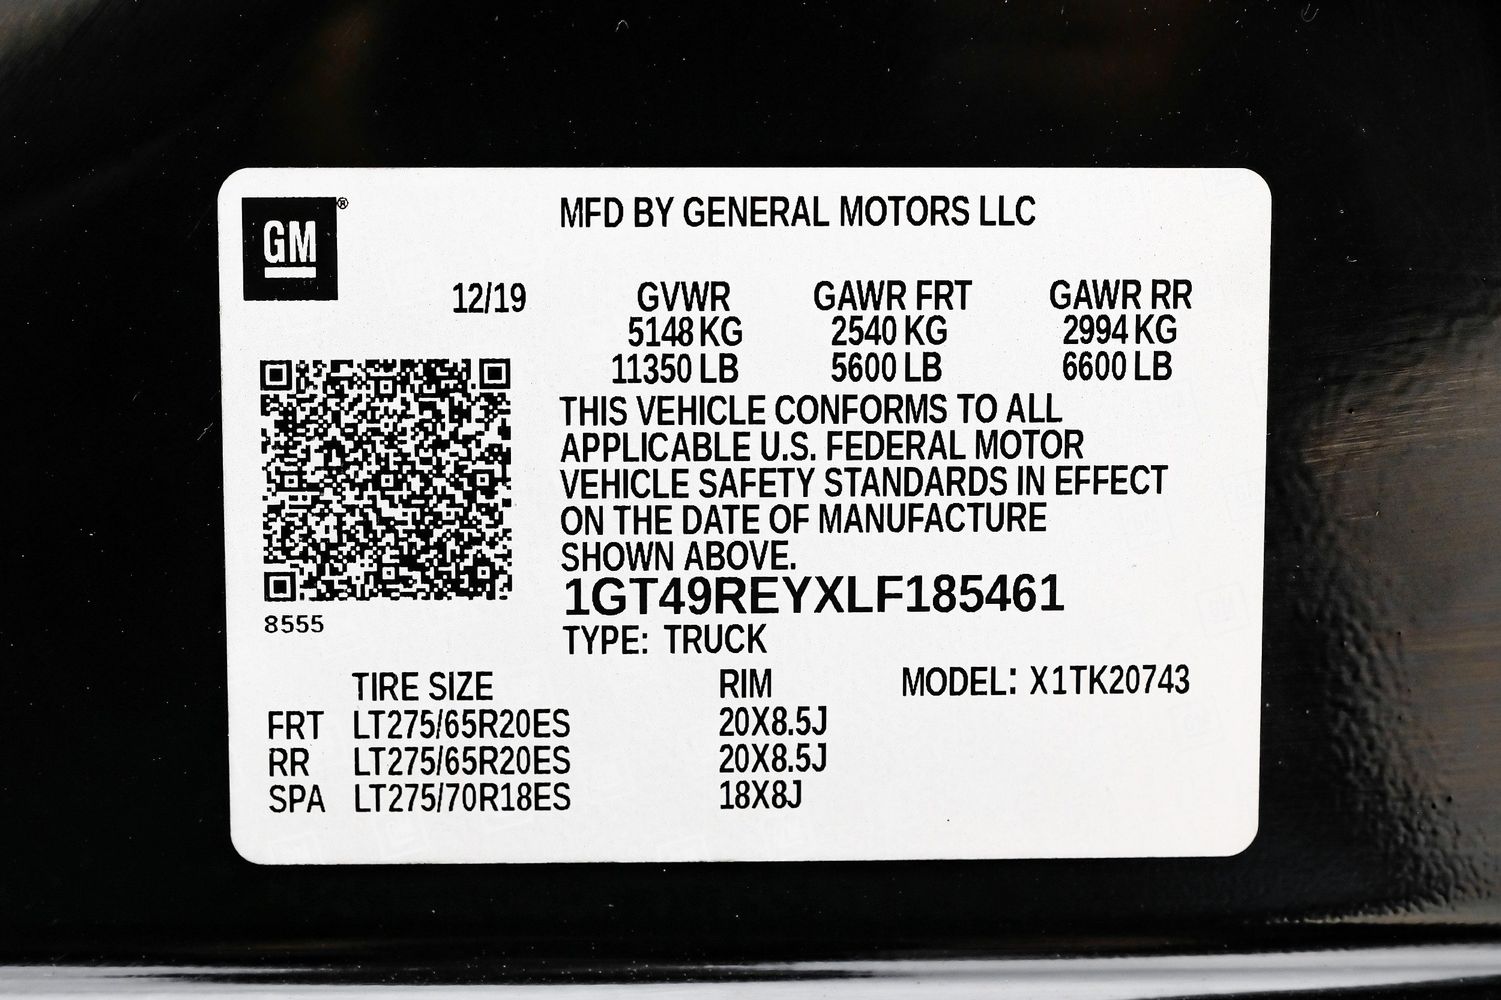 GM®
MFD BY GENERAL MOTORS LLC
12/19 GVWR GAWR FRT GAWR RR
5148 KG 2540 KG 2994 KG
11350 LB 5600 LB 6600 LB
THIS VEHICLE CONFORMS TO ALL
APPLICABLE U.S. FEDERAL MOTOR
VEHICLE SAFETY STANDARDS IN EFFECT
ON THE DATE OF MANUFACTURE
SHOWN ABOVE.
1GT49REYXLF185461
8555
TYPE: TRUCK
TIRE SIZE RIM MODEL: X1TK20743
FRT LT275/65R20ES 20X8.5J
RR LT275/65R20ES 20X8.5J
SPA LT275/70R18ES 18X8J